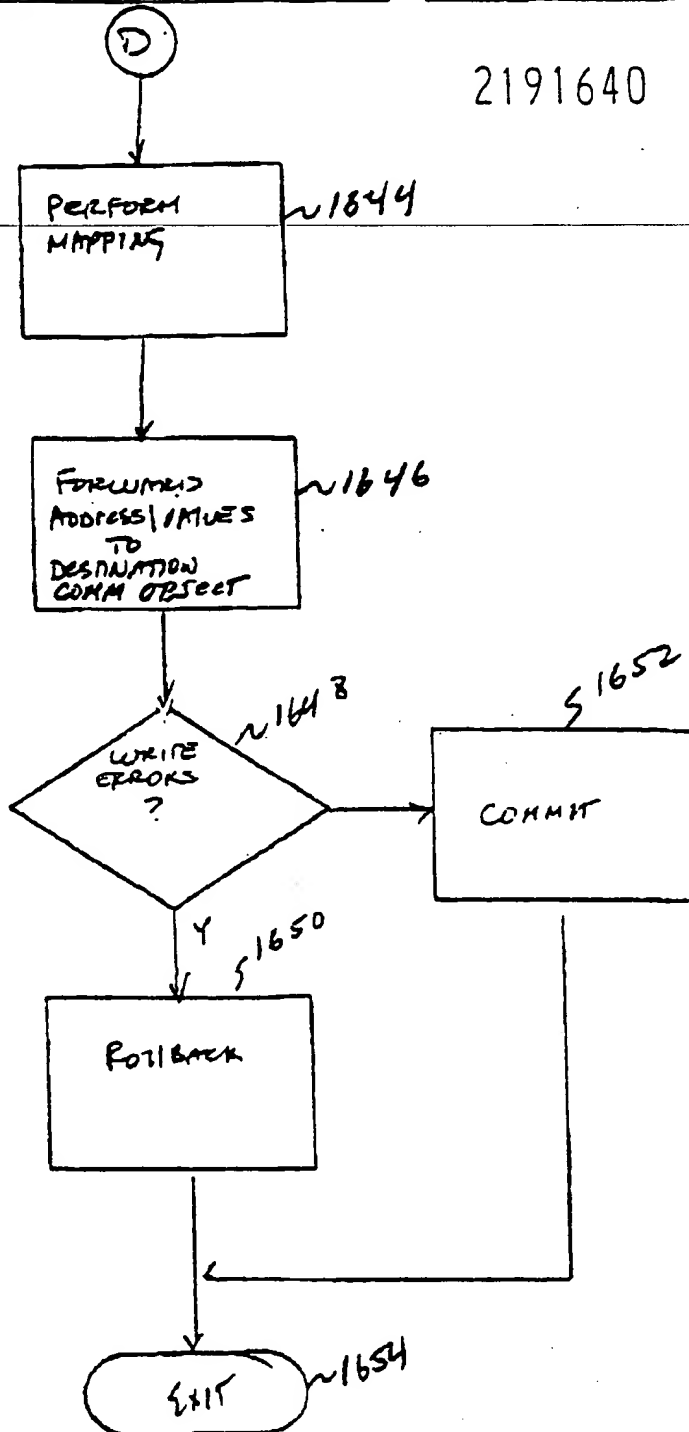 D
2191640
PERFORM
MAPPING
1644
FORWARD
ADDRESS/VALUES
TO
DESTINATION
COMM OBJECT
1646
WRITE
ERRORS
?
1648
1652
COMMIT
Y
1650
ROLLBACK
EXIT
1654